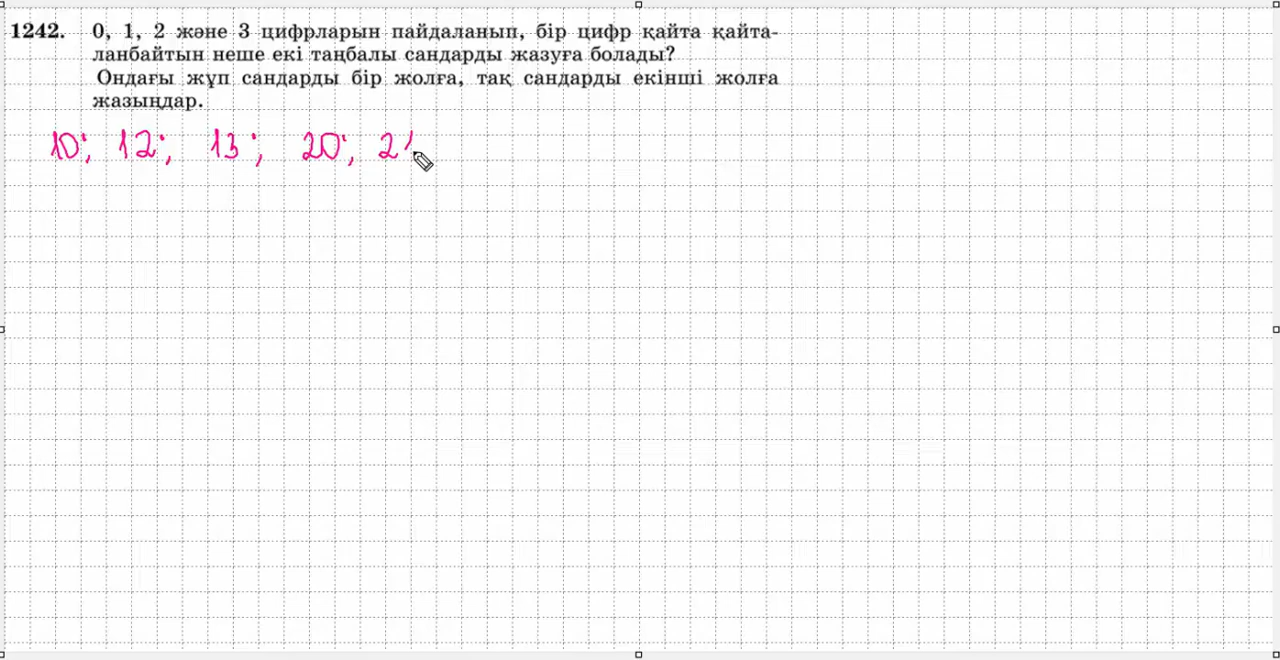 1242. 0, 1, 2 және 3 цифрларын пайдаланып, бір цифр қайта қайта-
ланбайтын неше екі таңбалы сандарды жазуға болады?
Ондағы жұп сандарды бір жолға, тақ сандарды екінші жолға
жазыңдар.
10; 12; 13; 20; 21